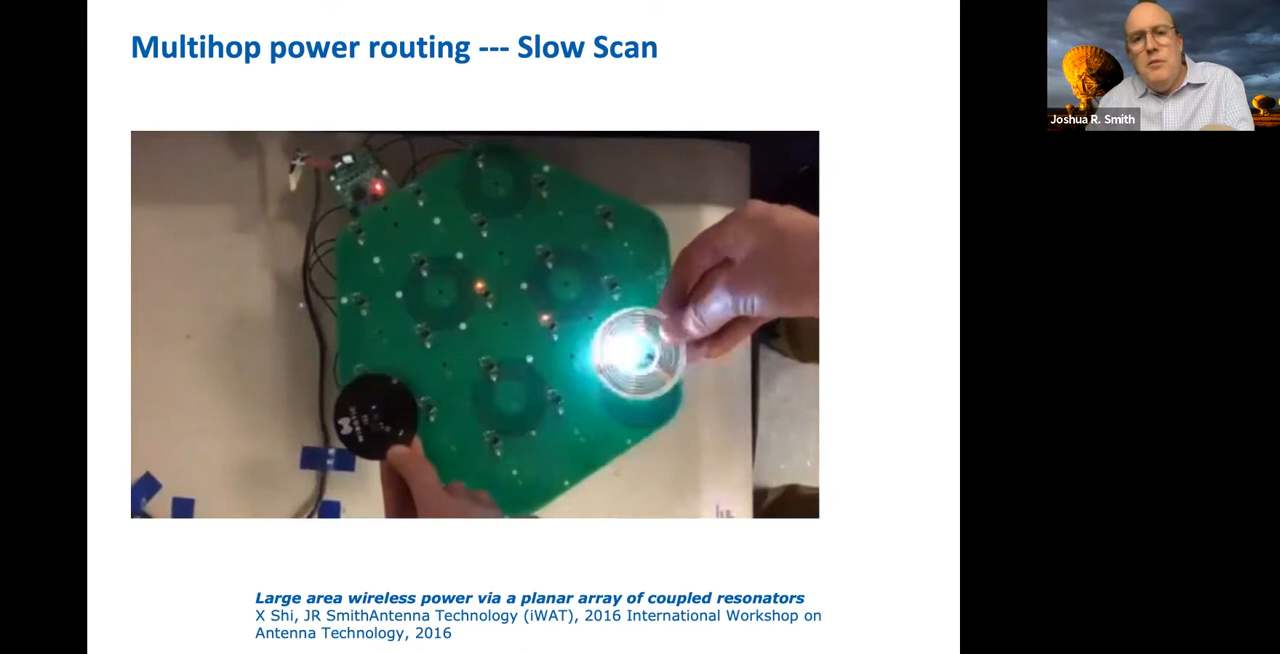 Multihop power routing --- Slow Scan
Joshua R. Smith
Large area wireless power via a planar array of coupled resonators
X Shi, JR SmithAntenna Technology (iWAT), 2016 International Workshop on
Antenna Technology, 2016